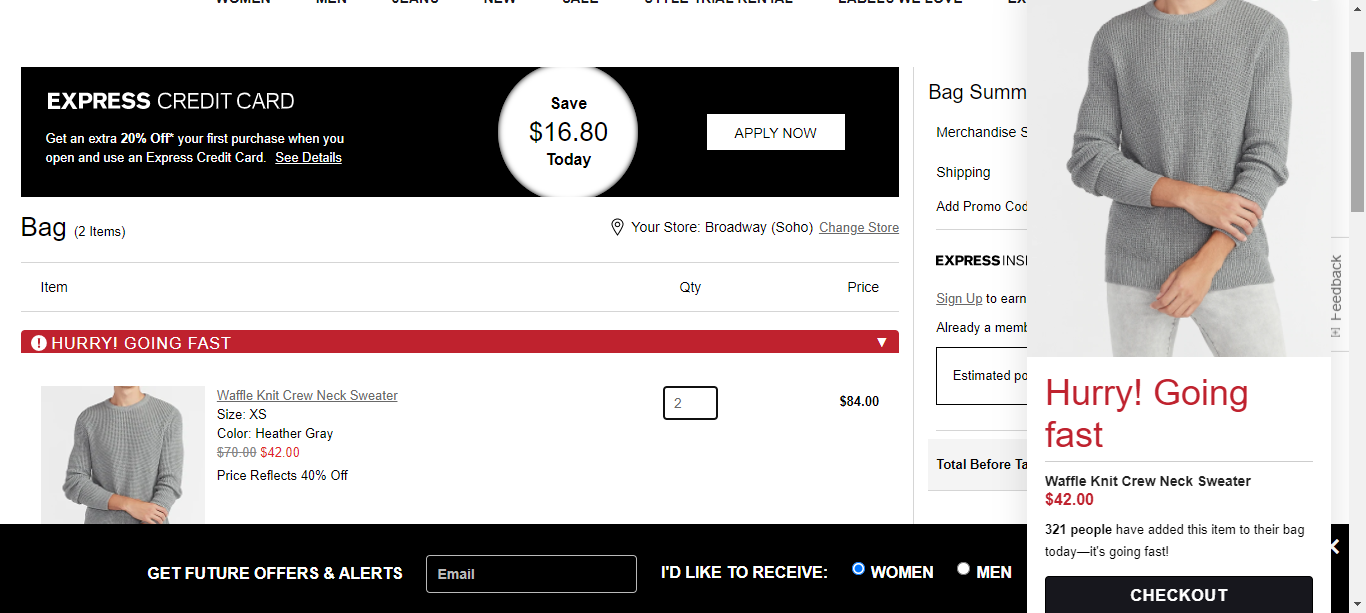 WOMEN MEN JEANS NEW SALE STYLE TRIAL RENTAL LABELS WE LOVE EX
EXPRESS CREDIT CARD
Get an extra 20% Off* your first purchase when you
open and use an Express Credit Card. See Details
Save
$16.80
Today
APPLY NOW
Bag (2 Items)
Your Store: Broadway (Soho) Change Store
Item Qty Price
HURRY! GOING FAST
Waffle Knit Crew Neck Sweater
Size: XS
Color: Heather Gray
$70.00 $42.00
Price Reflects 40% Off
2
$84.00
Bag Summ
Merchandise S
Shipping
Add Promo Cod
EXPRESS INSI
Sign Up to earn
Already a memb
Estimated po
Total Before Ta
Hurry! Going
fast
Waffle Knit Crew Neck Sweater
$42.00
321 people have added this item to their bag
today—it's going fast!
CHECKOUT
Feedback
GET FUTURE OFFERS & ALERTS
Email
I'D LIKE TO RECEIVE:
WOMEN
MEN